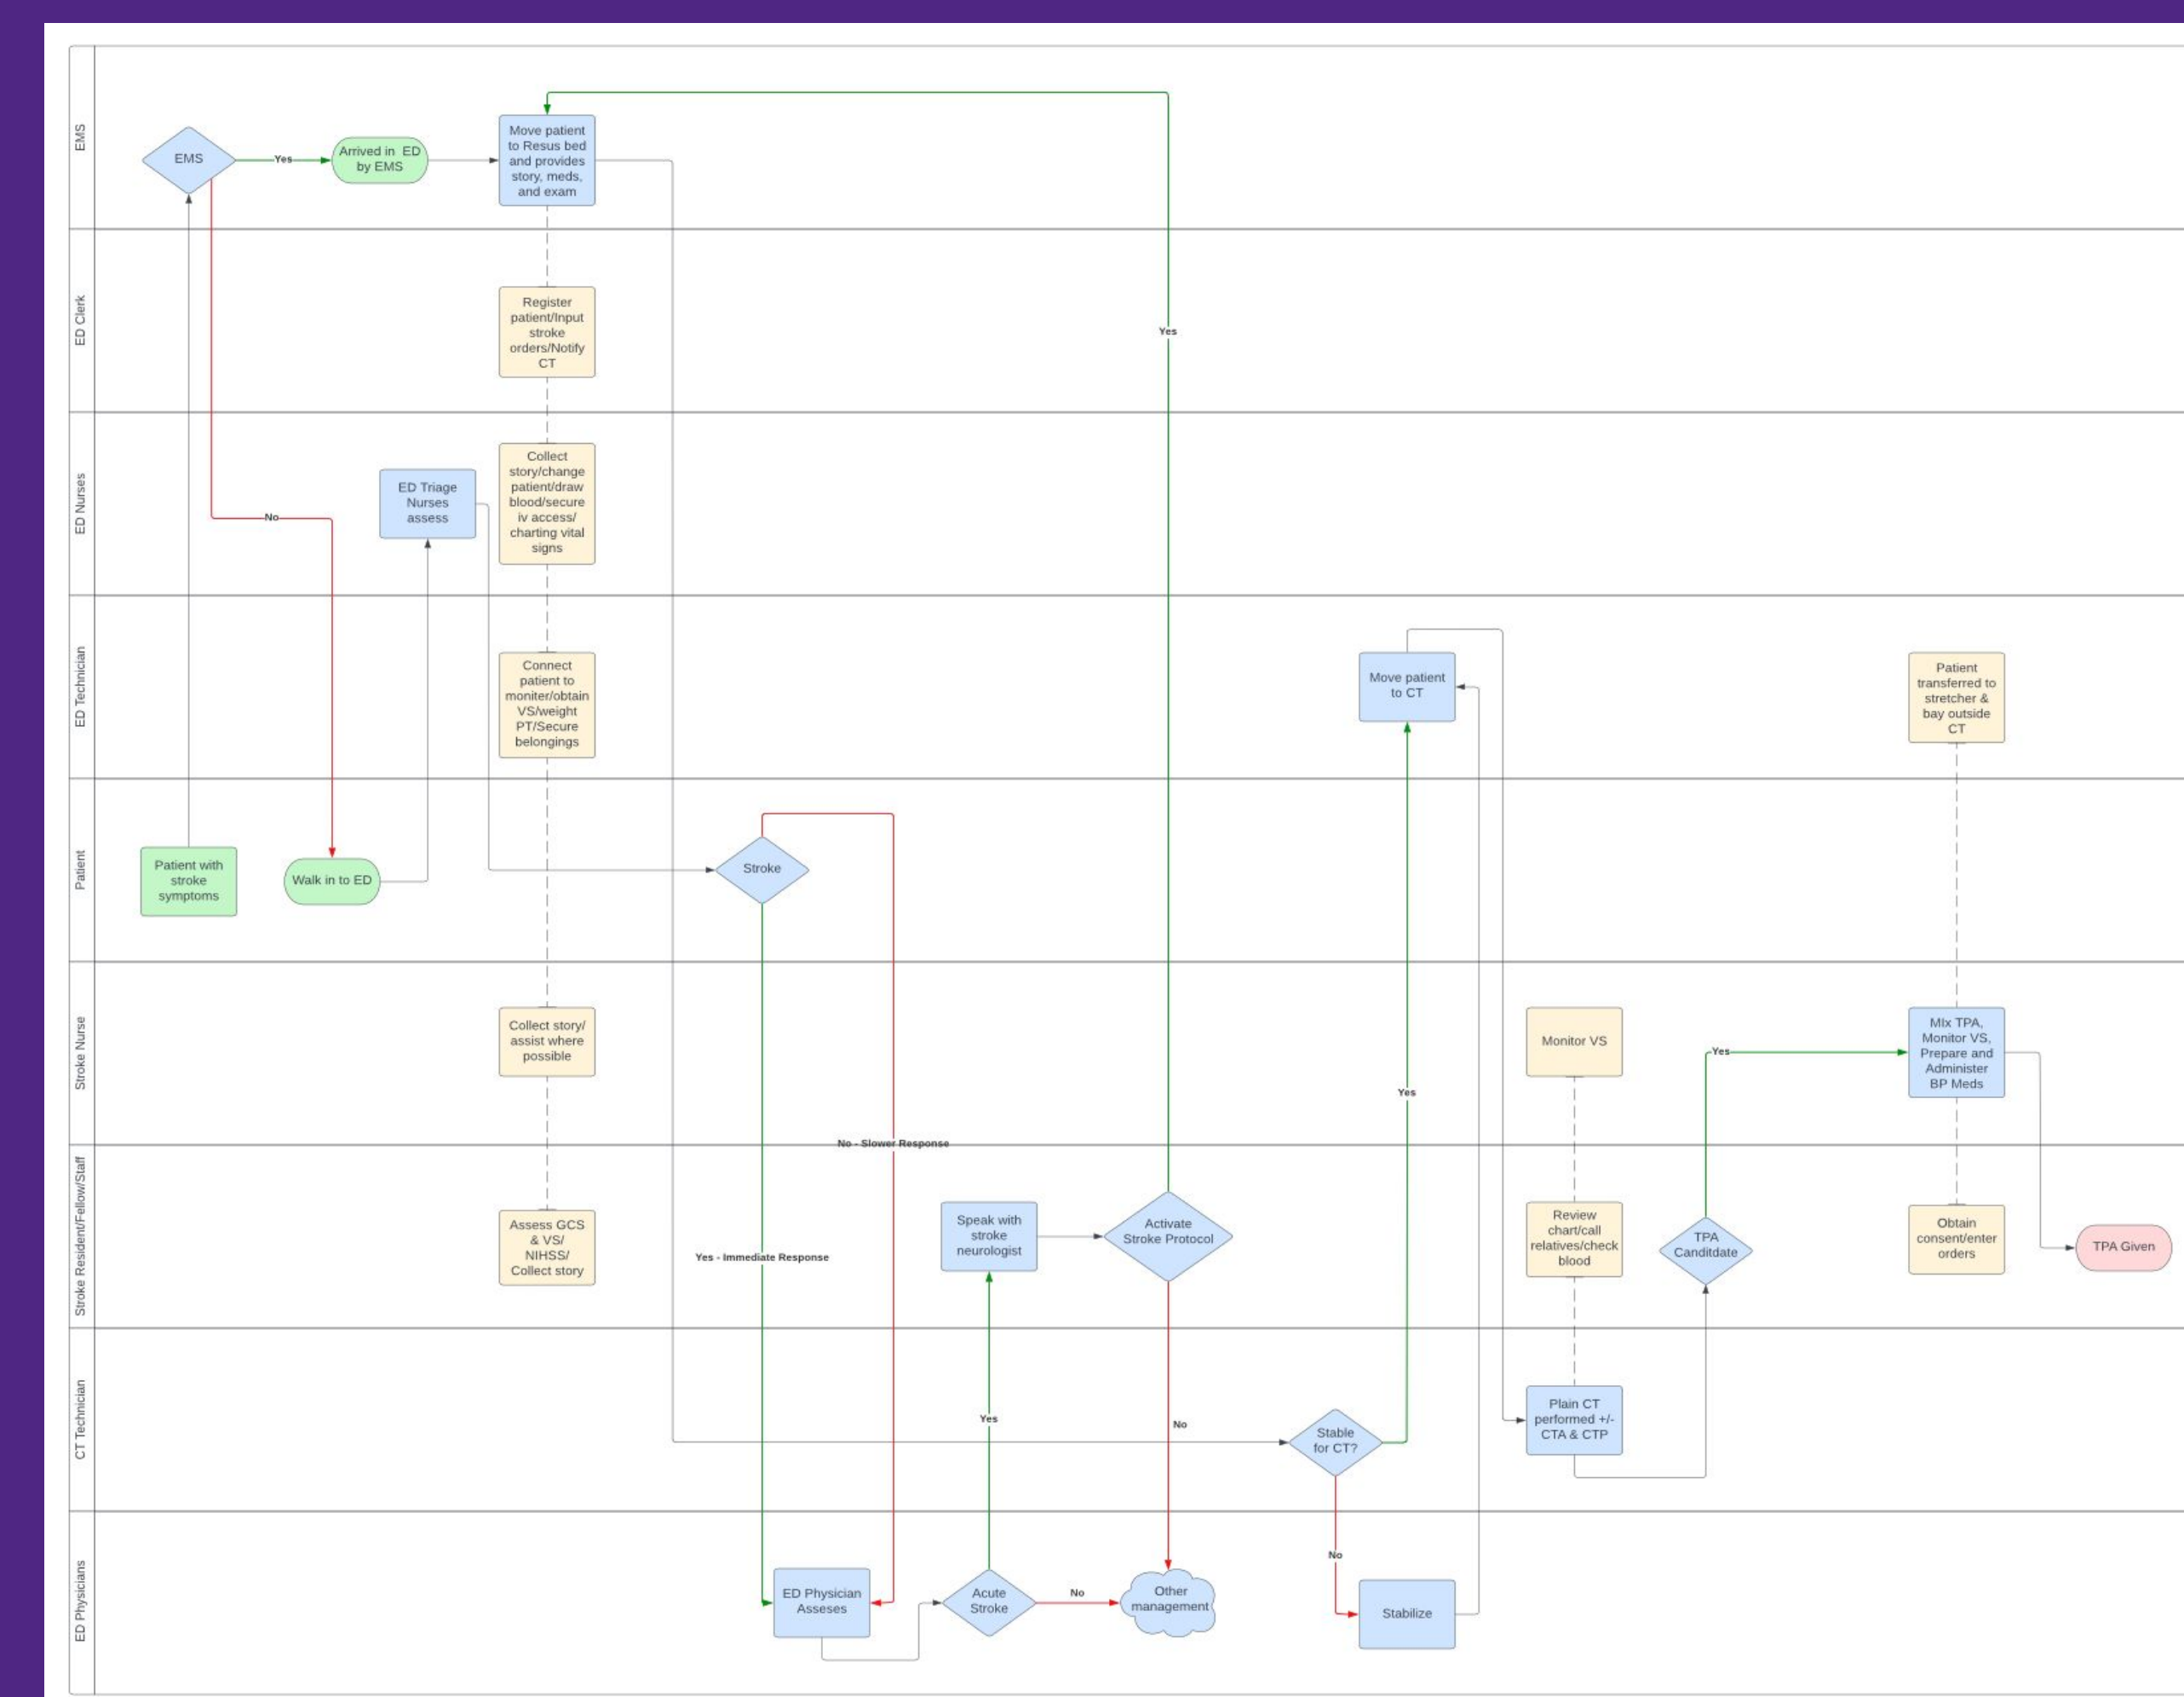 EMS
EMS
Yes
Arrived in ED
by EMS
Move patient
to Resus bed
and provides
story, meds,
and exam
ED Clerk
Register
patient/Input
stroke
orders/Notify
CT
Yes
ED Nurses
No
ED Triage
Nurses
assess
Collect
story/change
patient/draw
blood/secure
iv access/
charting vital
signs
ED Technician
Connect
patient to
moniter/obtain
VS/weight
PT/Secure
belongings
Move patient
to CT
Patient
transferred to
stretcher &
bay outside
CT
Patient
Patient with
stroke
symptoms
Walk in to ED
Stroke
Stroke Nurse
Collect story/
assist where
possible
Yes
Monitor VS
Yes
MIx TPA,
Monitor VS,
Prepare and
Administer
BP Meds
No - Slower Response
Stroke Resident/Fellow/Staff
Assess GCS
& VS/
NIHSS/
Collect story
Yes - Immediate Response
Speak with
stroke
neurologist
Activate
Stroke Protocol
Review
chart/call
relatives/check
blood
TPA
Canditdate
Obtain
consent/enter
orders
TPA Given
CT Technician
Yes
No
Stable
for CT?
Plain CT
performed +/-
CTA & CTP
ED Physicians
ED Physician
Asseses
Acute
Stroke
No
Other
management
No
Stabilize